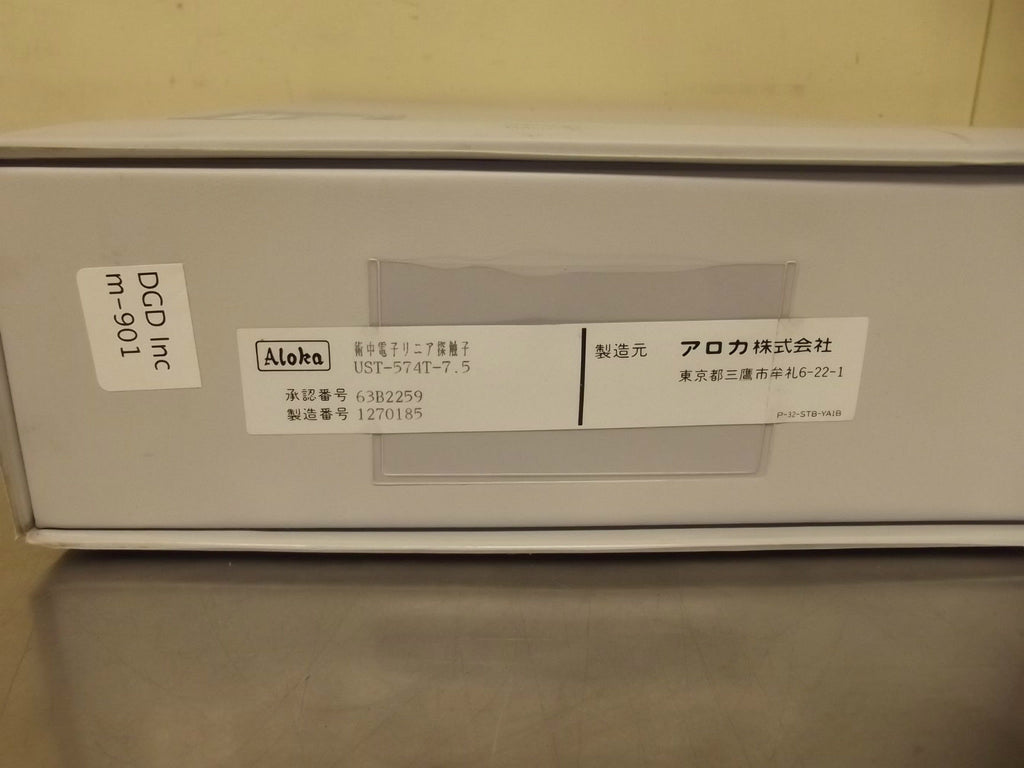 DGD Inc
m-901
Aloka
術中電子リニア探触子
UST-574T-7.5
承認番号 63B2259
製造番号 1270185
製造元 アロカ株式会社
東京都三鷹市牟礼6-22-1
P-32-STB-YA1B